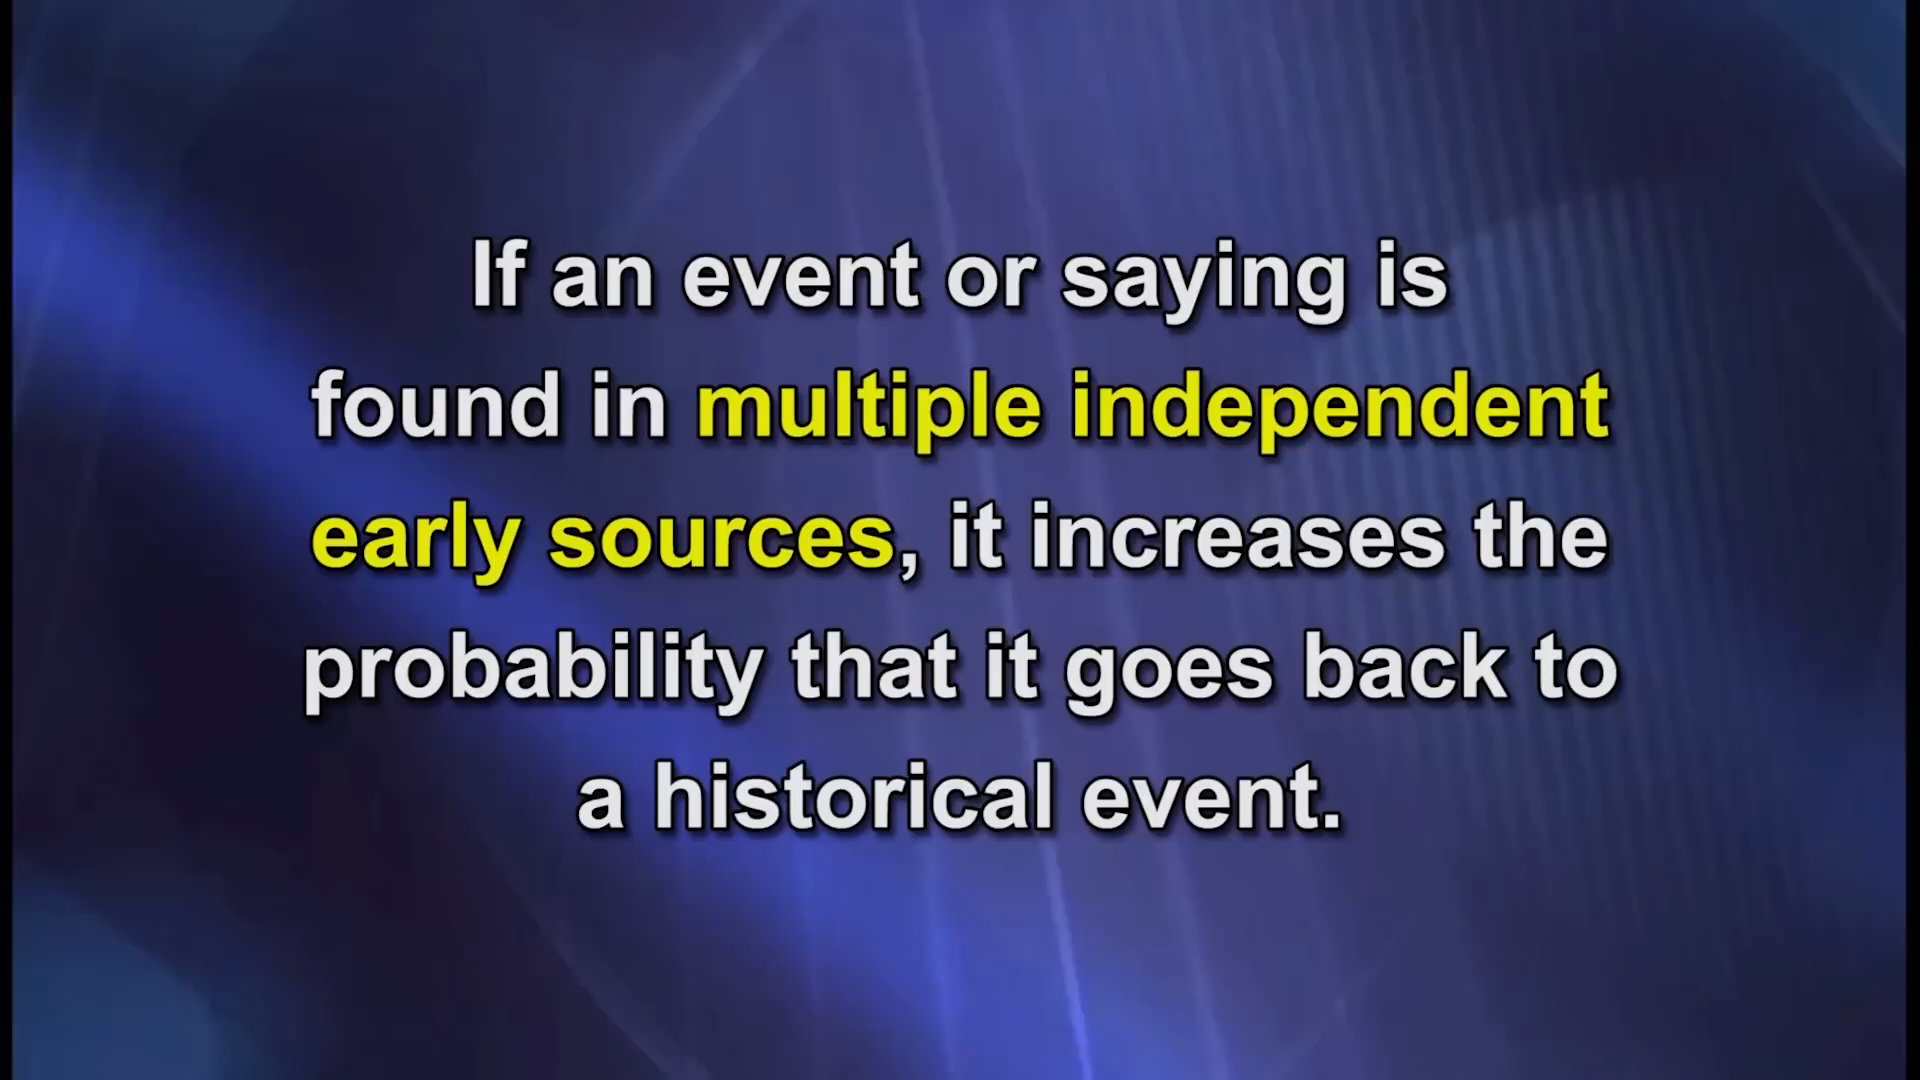 If an event or saying is
found in multiple independent
early sources, it increases the
probability that it goes back to
a historical event.